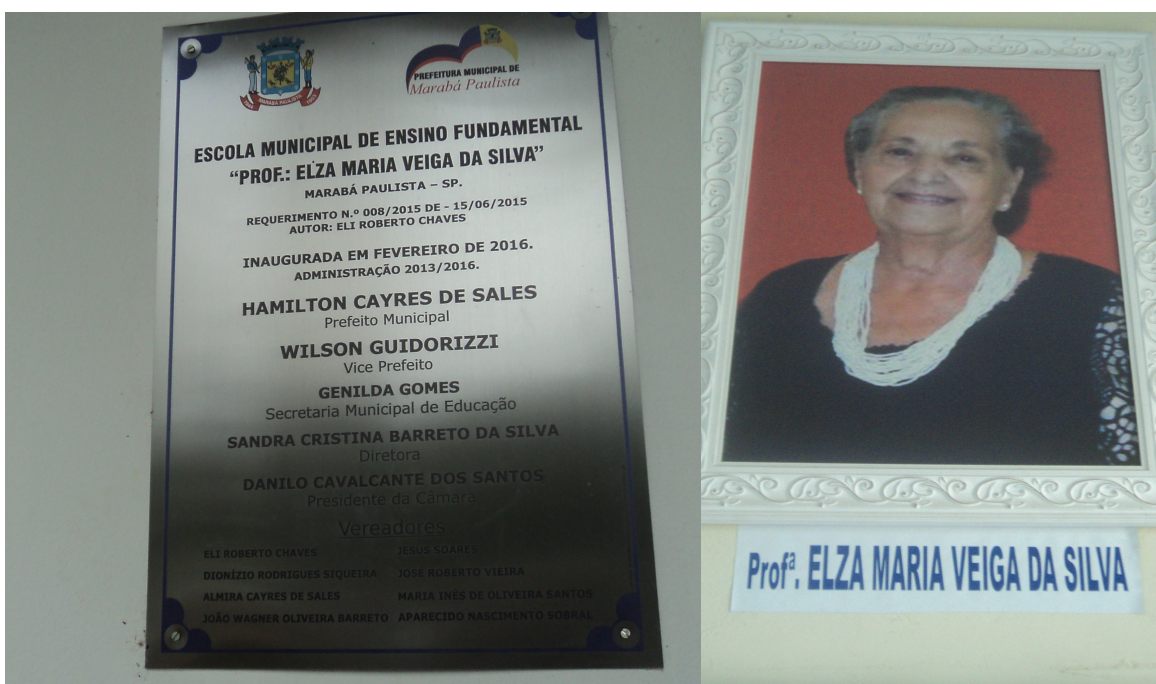 MARABÁ PAULISTA
PREFEITURA MUNICIPAL DE
Marabá Paulista
ESCOLA MUNICIPAL DE ENSINO FUNDAMENTAL
“PROF.: ELZA MARIA VEIGA DA SILVA”
MARABÁ PAULISTA – SP.
REQUERIMENTO N.º 008/2015 DE - 15/06/2015
AUTOR: ELI ROBERTO CHAVES
INAUGURADA EM FEVEREIRO DE 2016.
ADMINISTRAÇÃO 2013/2016.
HAMILTON CAYRES DE SALES
Prefeito Municipal
WILSON GUIDORIZZI
Vice Prefeito
GENILDA GOMES
Secretaria Municipal de Educação
SANDRA CRISTINA BARRETO DA SILVA
Diretora
DANILO CAVALCANTE DOS SANTOS
Presidente da Câmara
Vereadores
ELI ROBERTO CHAVES JESUS SOARES
DIONÍZIO RODRIGUES SIQUEIRA JOSE ROBERTO VIEIRA
ALMIRA CAYRES DE SALES MARIA INÊS DE OLIVEIRA SANTOS
JOÃO WAGNER OLIVEIRA BARRETO APARECIDO NASCIMENTO SOBRAL
Profª. ELZA MARIA VEIGA DA SILVA